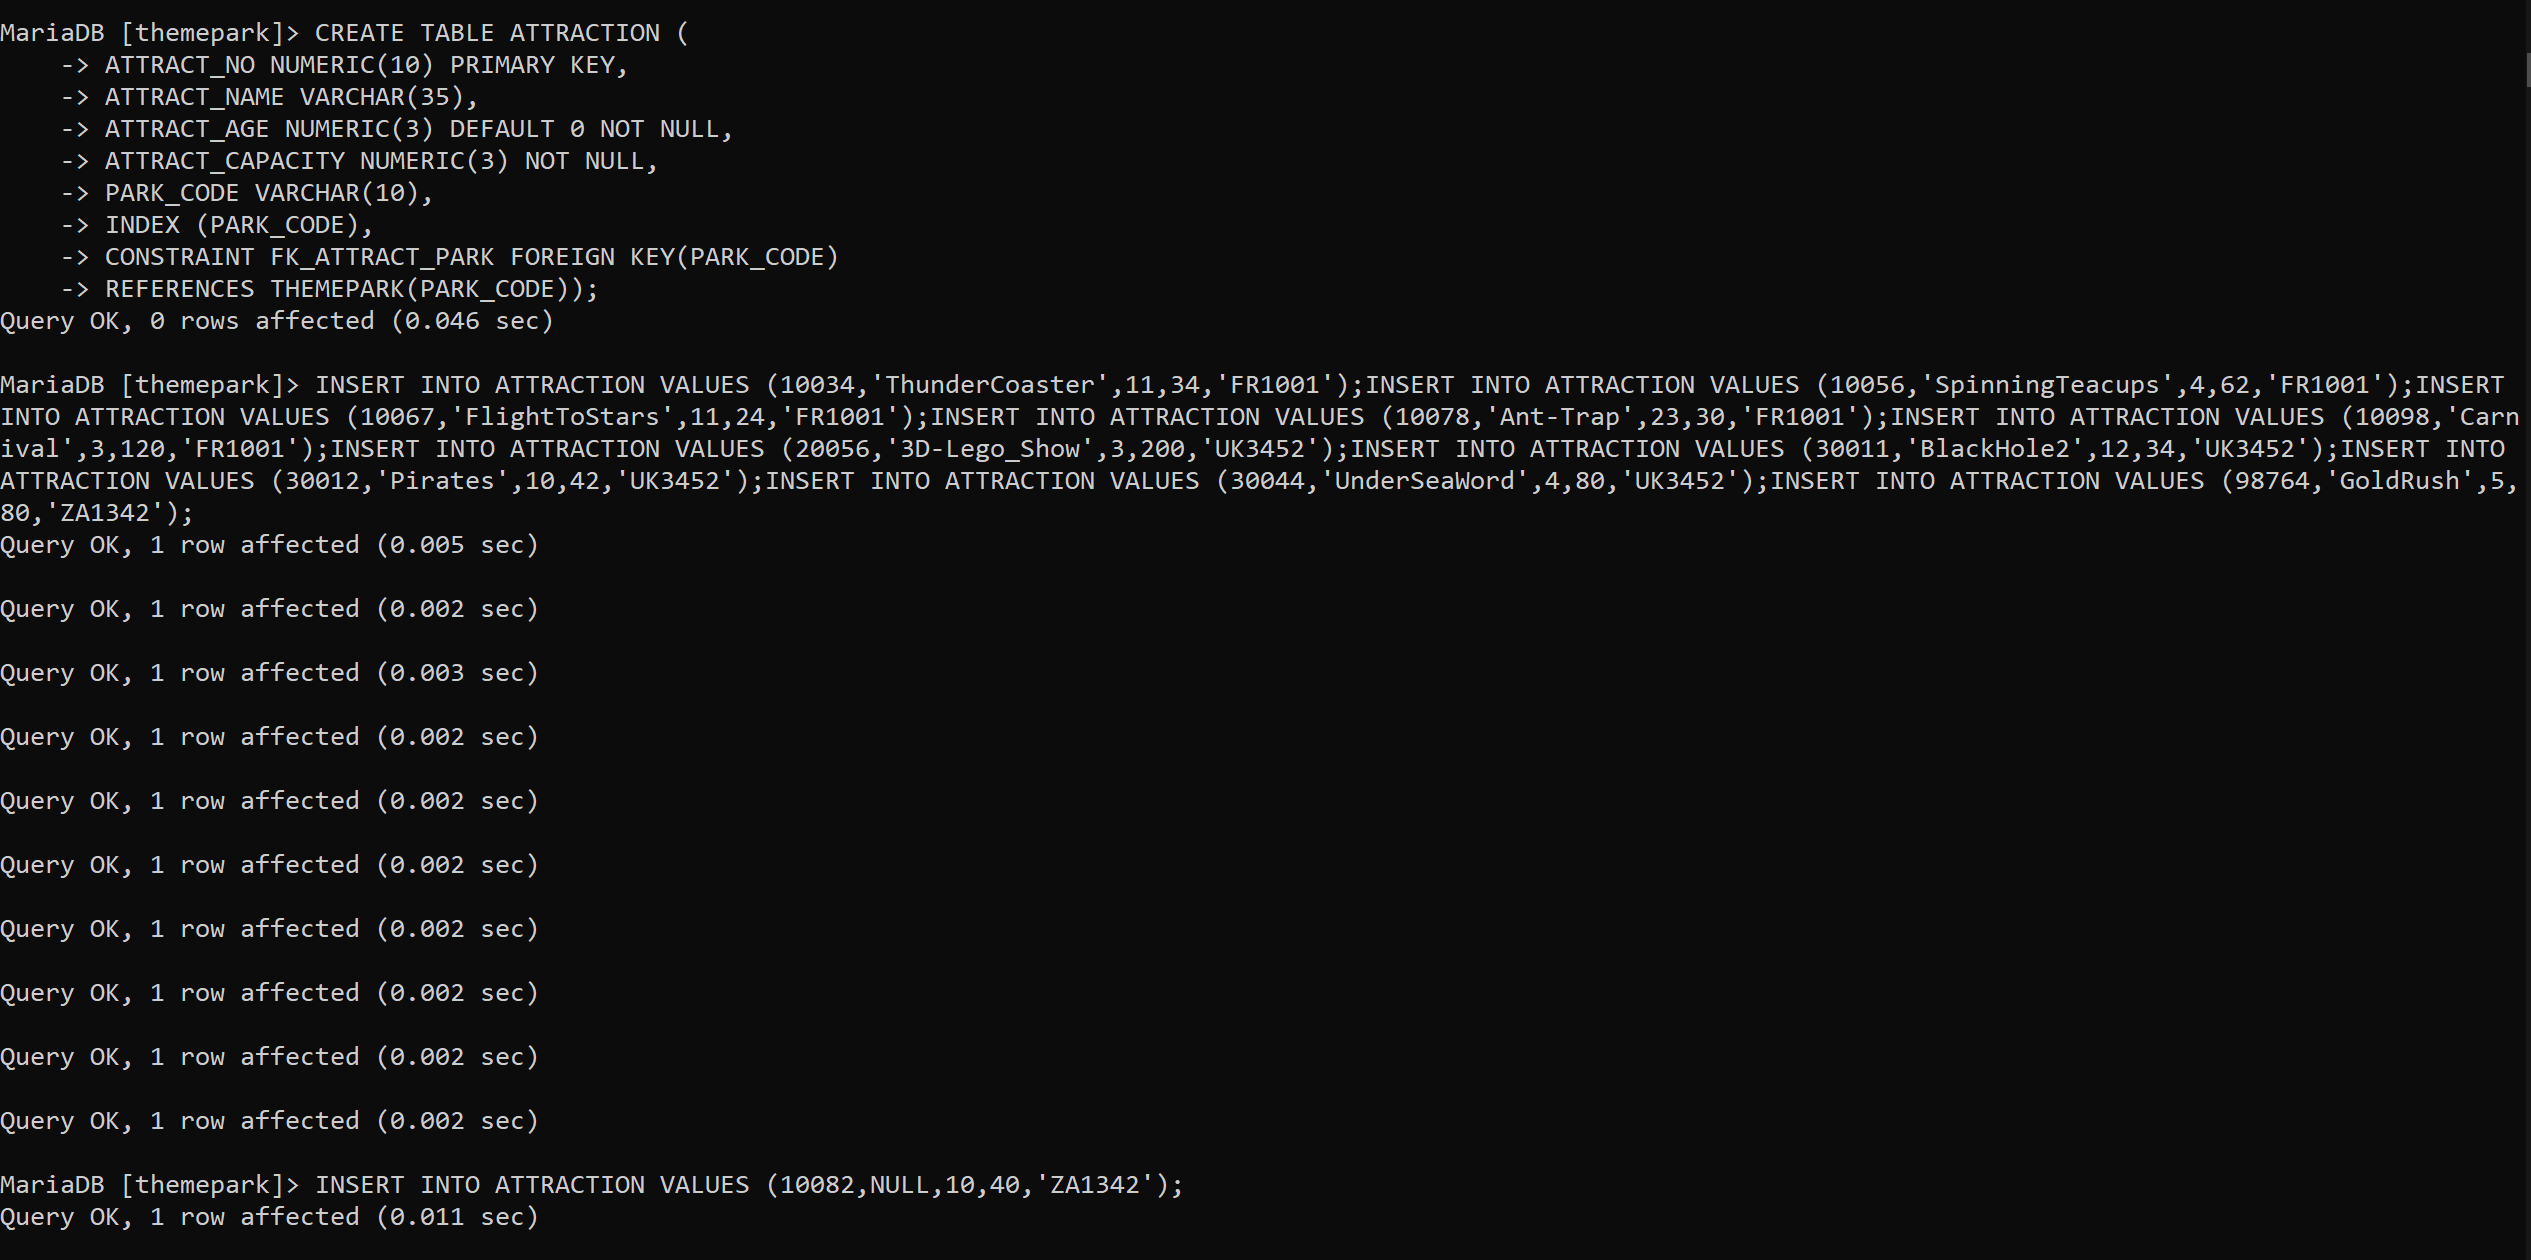 MariaDB [themepark]> CREATE TABLE ATTRACTION (
    -> ATTRACT_NO NUMERIC(10) PRIMARY KEY,
    -> ATTRACT_NAME VARCHAR(35),
    -> ATTRACT_AGE NUMERIC(3) DEFAULT 0 NOT NULL,
    -> ATTRACT_CAPACITY NUMERIC(3) NOT NULL,
    -> PARK_CODE VARCHAR(10),
    -> INDEX (PARK_CODE),
    -> CONSTRAINT FK_ATTRACT_PARK FOREIGN KEY(PARK_CODE)
    -> REFERENCES THEMEPARK(PARK_CODE));
Query OK, 0 rows affected (0.046 sec)
MariaDB [themepark]> INSERT INTO ATTRACTION VALUES (10034,'ThunderCoaster',11,34,'FR1001');INSERT INTO ATTRACTION VALUES (10056,'SpinningTeacups',4,62,'FR1001');INSERT
INTO ATTRACTION VALUES (10067,'FlightToStars',11,24,'FR1001');INSERT INTO ATTRACTION VALUES (10078,'Ant-Trap',23,30,'FR1001');INSERT INTO ATTRACTION VALUES (10098,'Carn
ival',3,120,'FR1001');INSERT INTO ATTRACTION VALUES (20056,'3D-Lego_Show',3,200,'UK3452');INSERT INTO ATTRACTION VALUES (30011,'BlackHole2',12,34,'UK3452');INSERT INTO
ATTRACTION VALUES (30012,'Pirates',10,42,'UK3452');INSERT INTO ATTRACTION VALUES (30044,'UnderSeaWord',4,80,'UK3452');INSERT INTO ATTRACTION VALUES (98764,'GoldRush',5,
80,'ZA1342');
Query OK, 1 row affected (0.005 sec)
Query OK, 1 row affected (0.002 sec)
Query OK, 1 row affected (0.003 sec)
Query OK, 1 row affected (0.002 sec)
Query OK, 1 row affected (0.002 sec)
Query OK, 1 row affected (0.002 sec)
Query OK, 1 row affected (0.002 sec)
Query OK, 1 row affected (0.002 sec)
Query OK, 1 row affected (0.002 sec)
Query OK, 1 row affected (0.002 sec)
MariaDB [themepark]> INSERT INTO ATTRACTION VALUES (10082,NULL,10,40,'ZA1342');
Query OK, 1 row affected (0.011 sec)